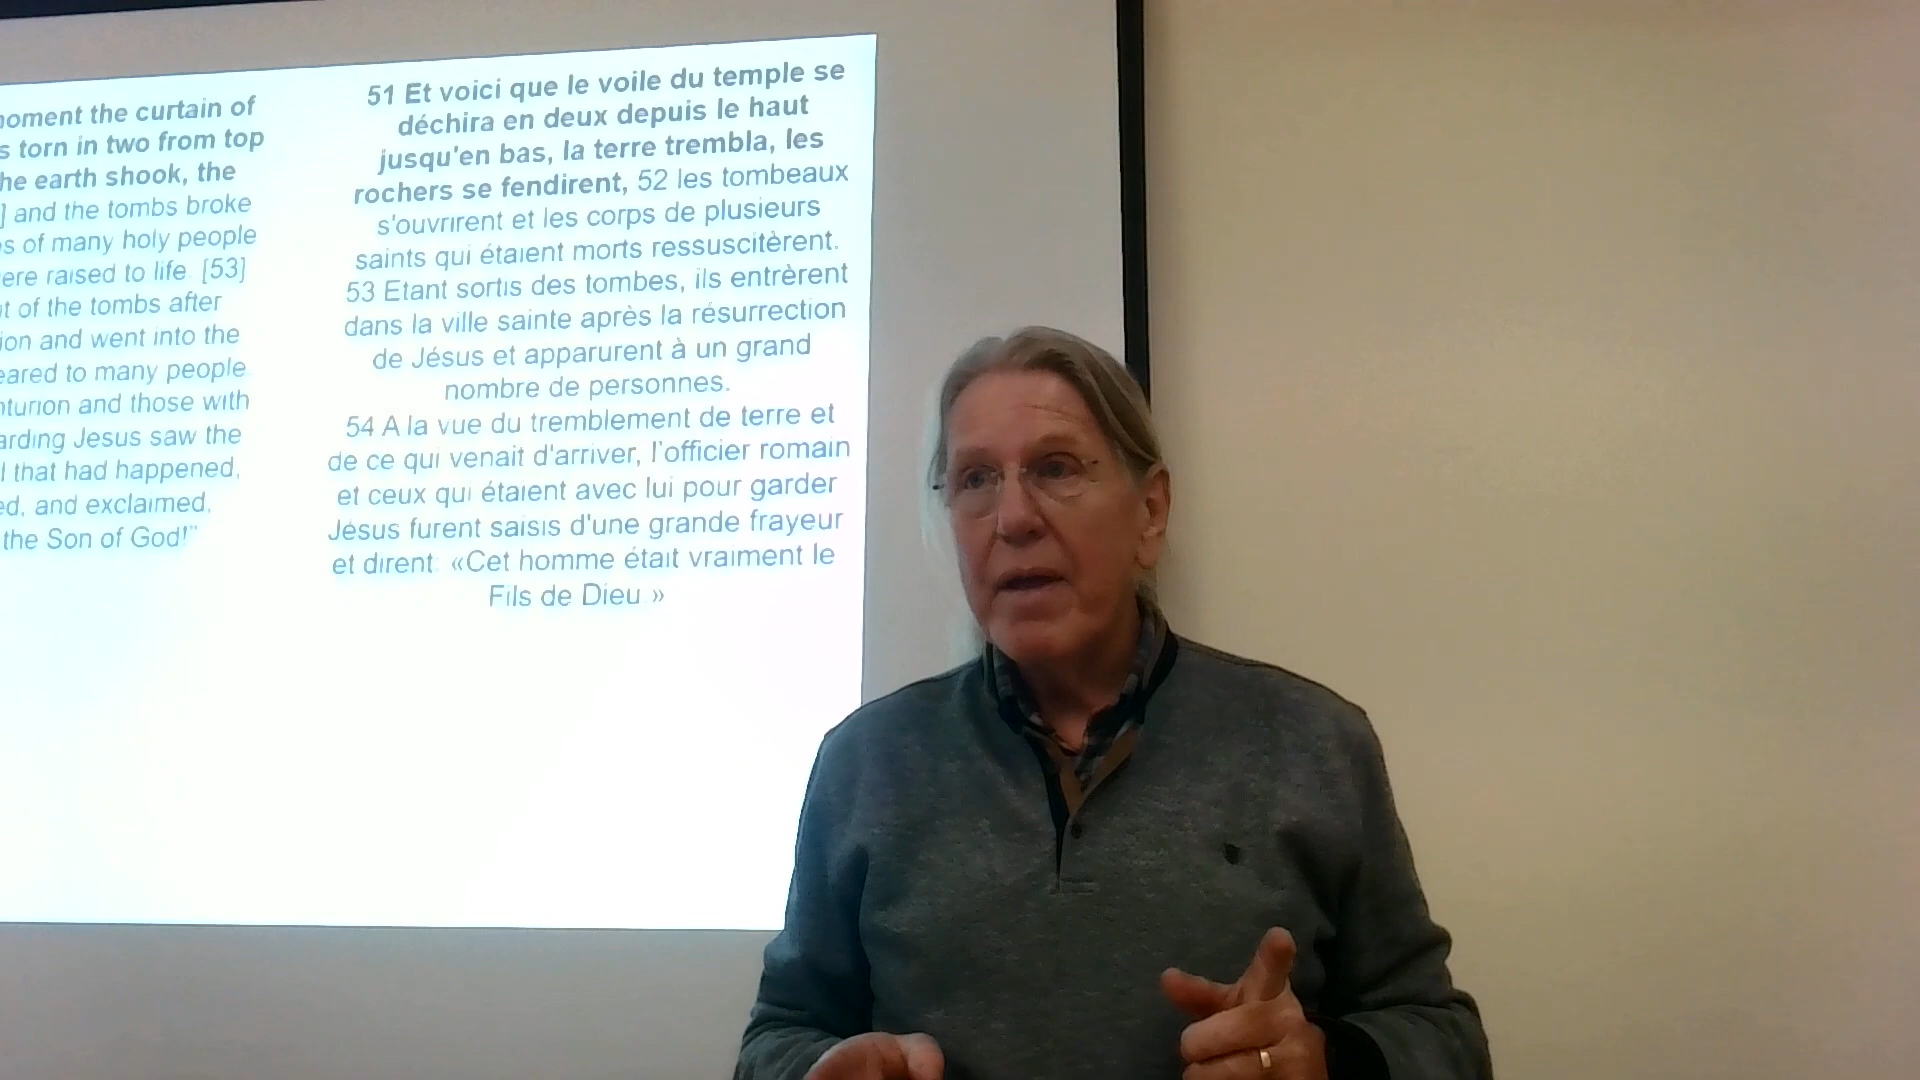 moment the curtain of
torn in two from top
the earth shook, the
] and the tombs broke
of many holy people
were raised to life. [53]
of the tombs after
and went into the
to many people.
and those with
Jesus saw the
that had happened,
and exclaimed,
the Son of God!”
51 Et voici que le voile du temple se
déchira en deux depuis le haut
jusqu'en bas, la terre trembla, les
rochers se fendirent, 52 les tombeaux
s'ouvrirent et les corps de plusieurs
saints qui étaient morts ressuscitèrent.
53 Etant sortis des tombes, ils entrèrent
dans la ville sainte après la résurrection
de Jésus et apparurent à un grand
nombre de personnes.
54 A la vue du tremblement de terre et
de ce qui venait d'arriver, l'officier romain
et ceux qui étaient avec lui pour garder
Jésus furent saisis d'une grande frayeur
et dirent: «Cet homme était vraiment le
Fils de Dieu.»